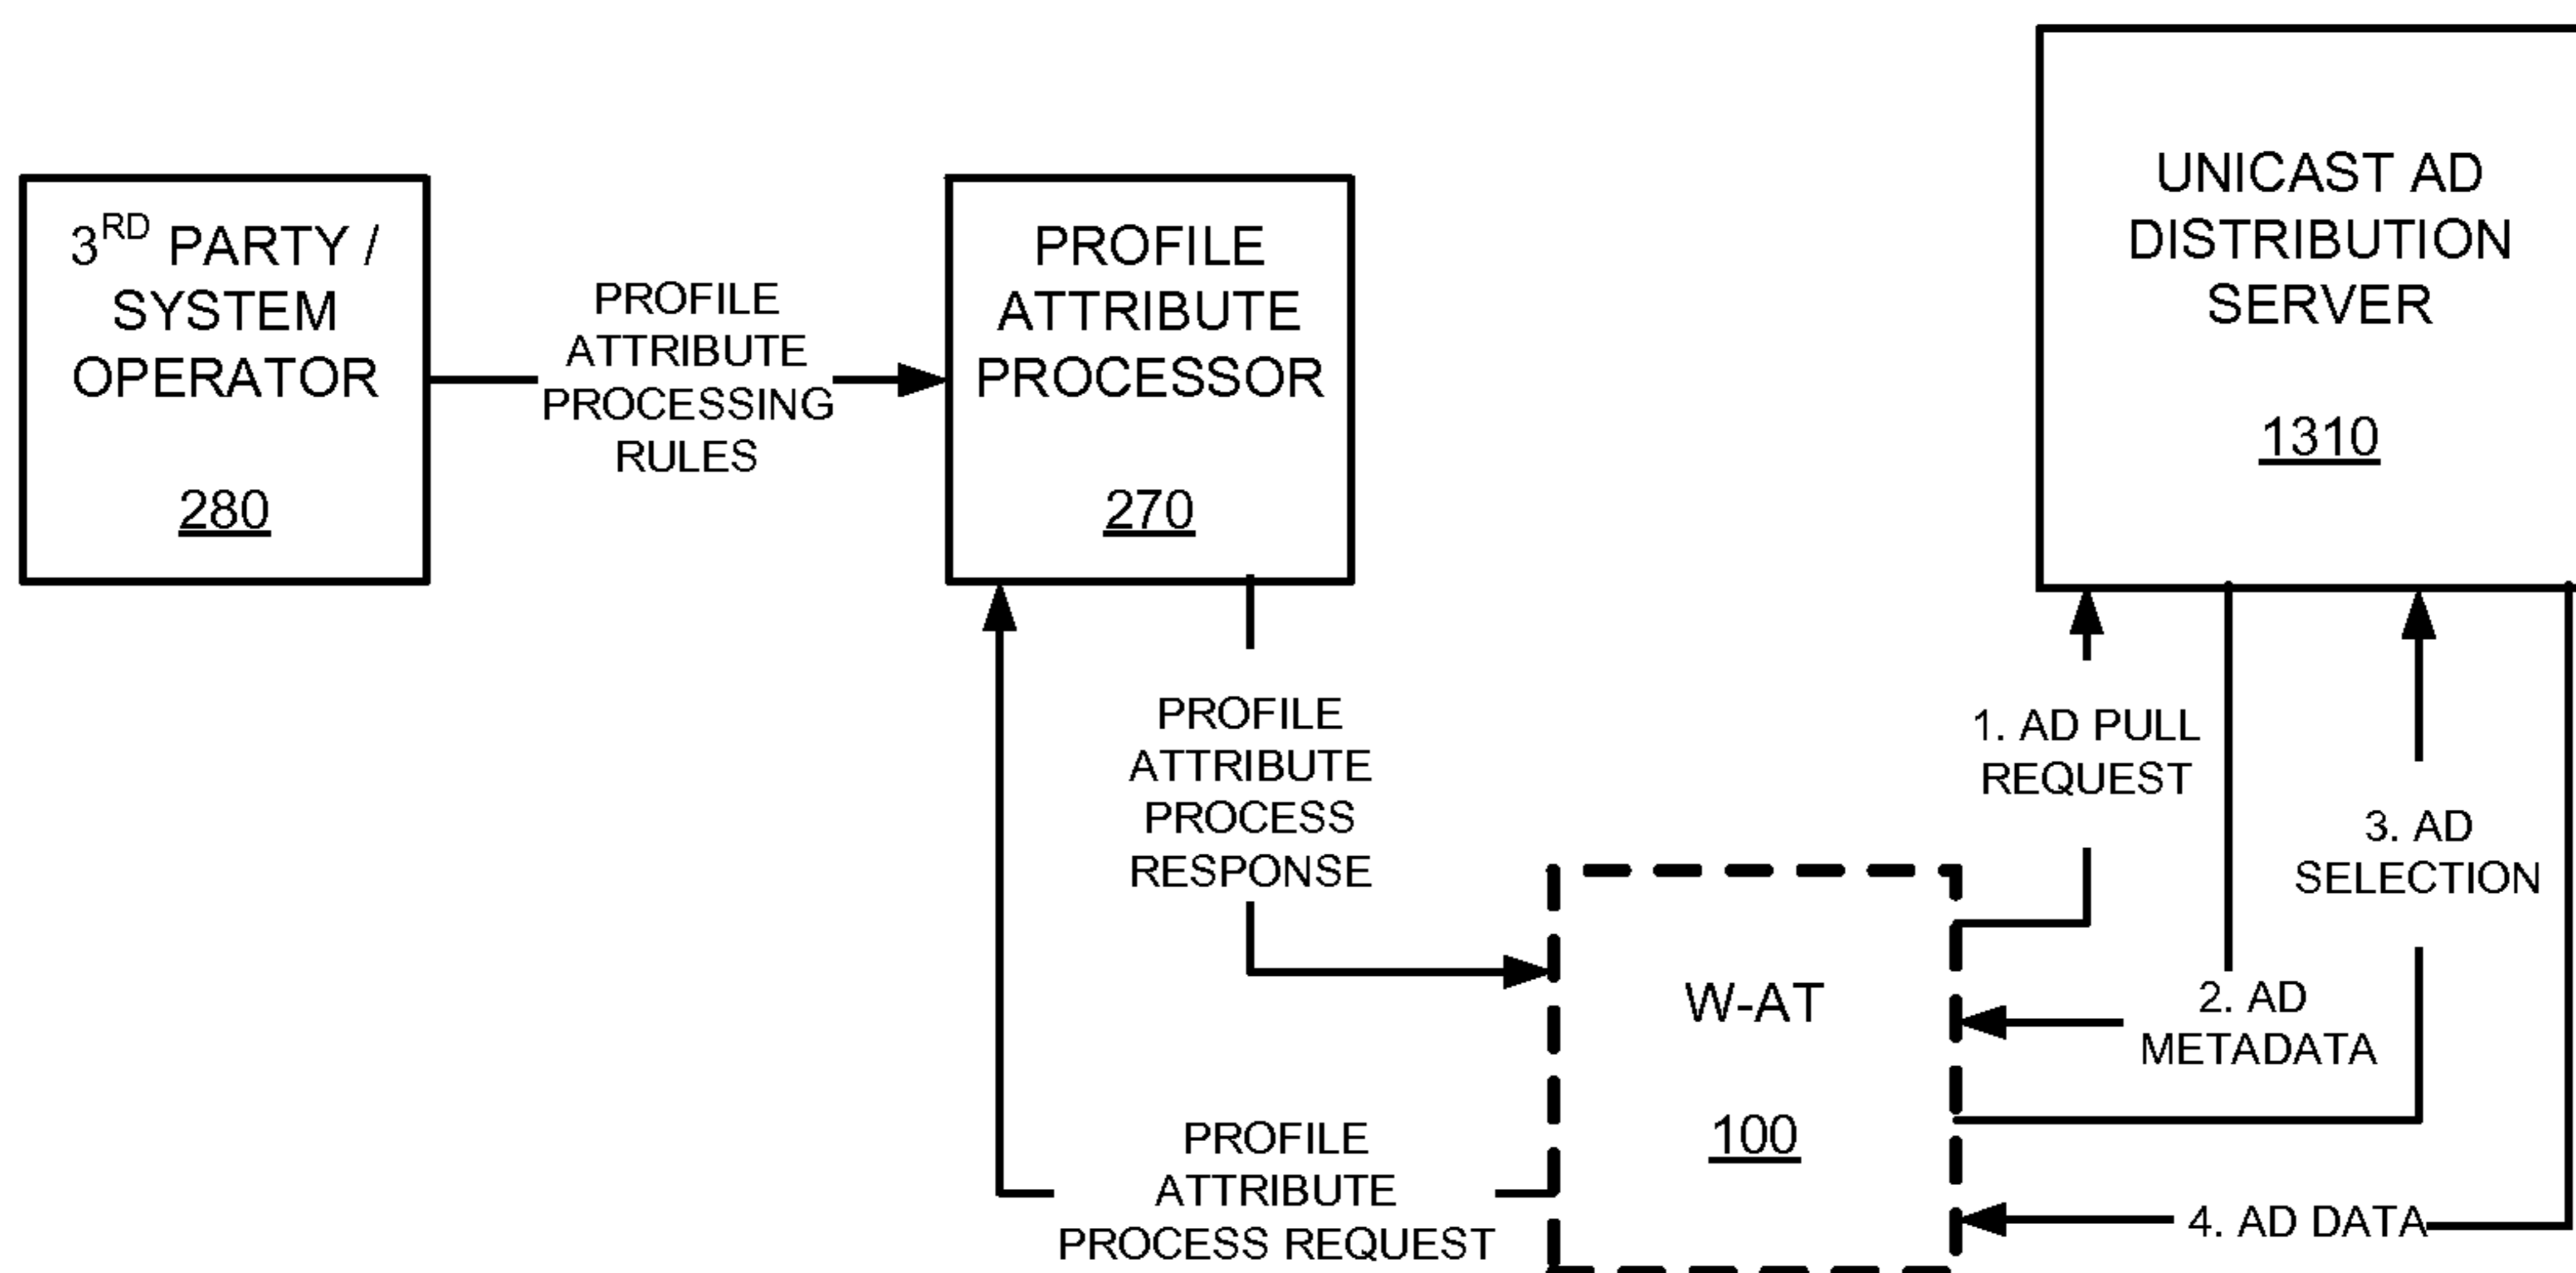 3RD PARTY /
SYSTEM
OPERATOR
280
PROFILE
ATTRIBUTE
PROCESSING
RULES
PROFILE
ATTRIBUTE
PROCESSOR
270
UNICAST AD
DISTRIBUTION
SERVER
1310
PROFILE
ATTRIBUTE
PROCESS
RESPONSE
1. AD PULL
REQUEST
3. AD
SELECTION
W-AT
100
2. AD
METADATA
PROFILE
ATTRIBUTE
PROCESS REQUEST
4. AD DATA